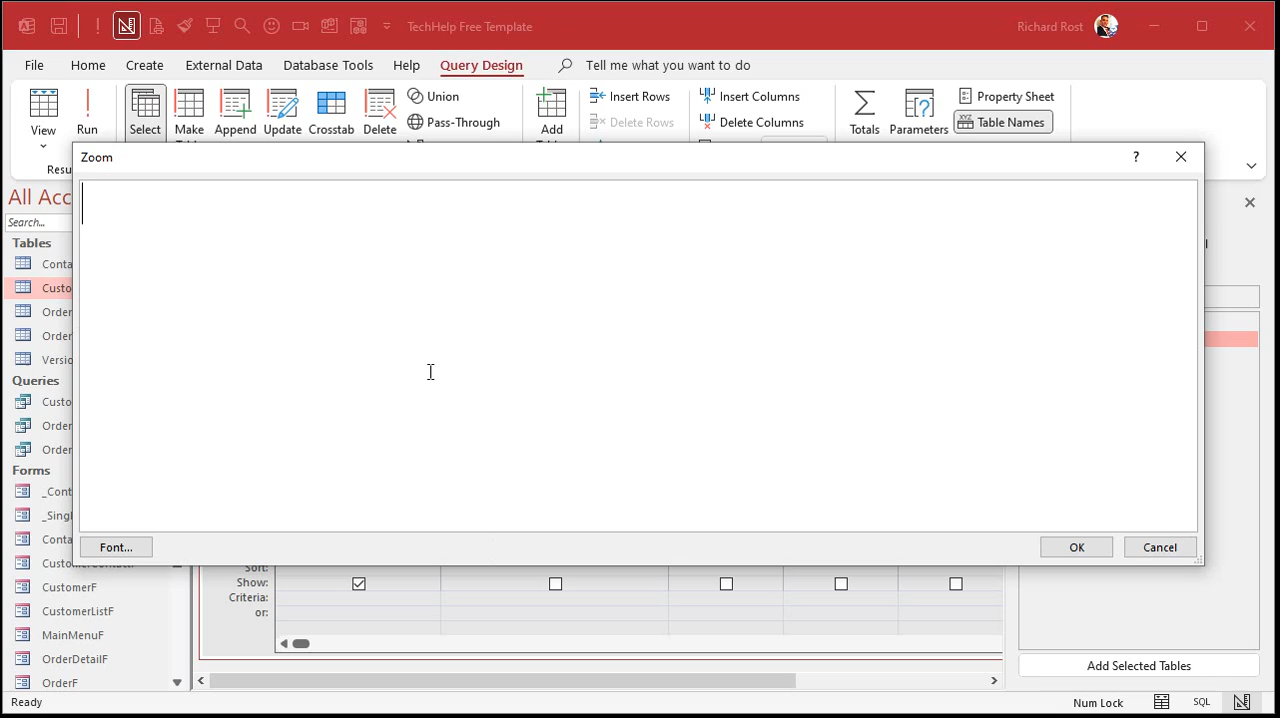 TechHelp Free Template
Richard Rost
File Home Create External Data Database Tools Help Query Design Tell me what you want to do
View
Run
Select
Make
Append
Update
Crosstab
Delete
Union
Pass-Through
Add
Insert Rows
Delete Rows
Insert Columns
Delete Columns
Totals
Parameters
Property Sheet
Table Names
Resu
Zoom
?
All Acc
Search...
Tables
Conta
Custo
Order
Order
Versio
Queries
Custo
Order
Order
Forms
_Cont
_Sing
Conta
CustomerF
CustomerListF
MainMenuF
OrderDetailF
OrderF
Font...
OK
Cancel
Sort:
Show:
Criteria:
or:
Add Selected Tables
Ready
Num Lock
SQL